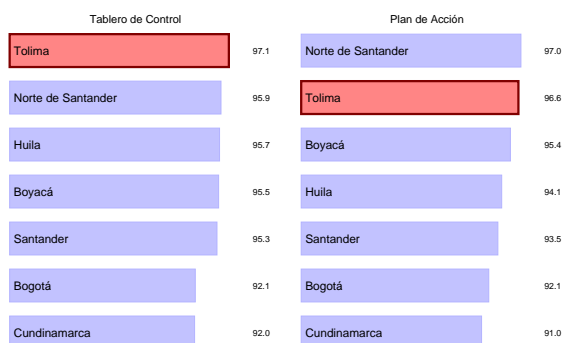 Tablero de Control
Tolima 97.1
Norte de Santander 95.9
Huila 95.7
Boyacá 95.5
Santander 95.3
Bogotá 92.1
Cundinamarca 92.0
Plan de Acción
Norte de Santander 97.0
Tolima 96.6
Boyacá 95.4
Huila 94.1
Santander 93.5
Bogotá 92.1
Cundinamarca 91.0